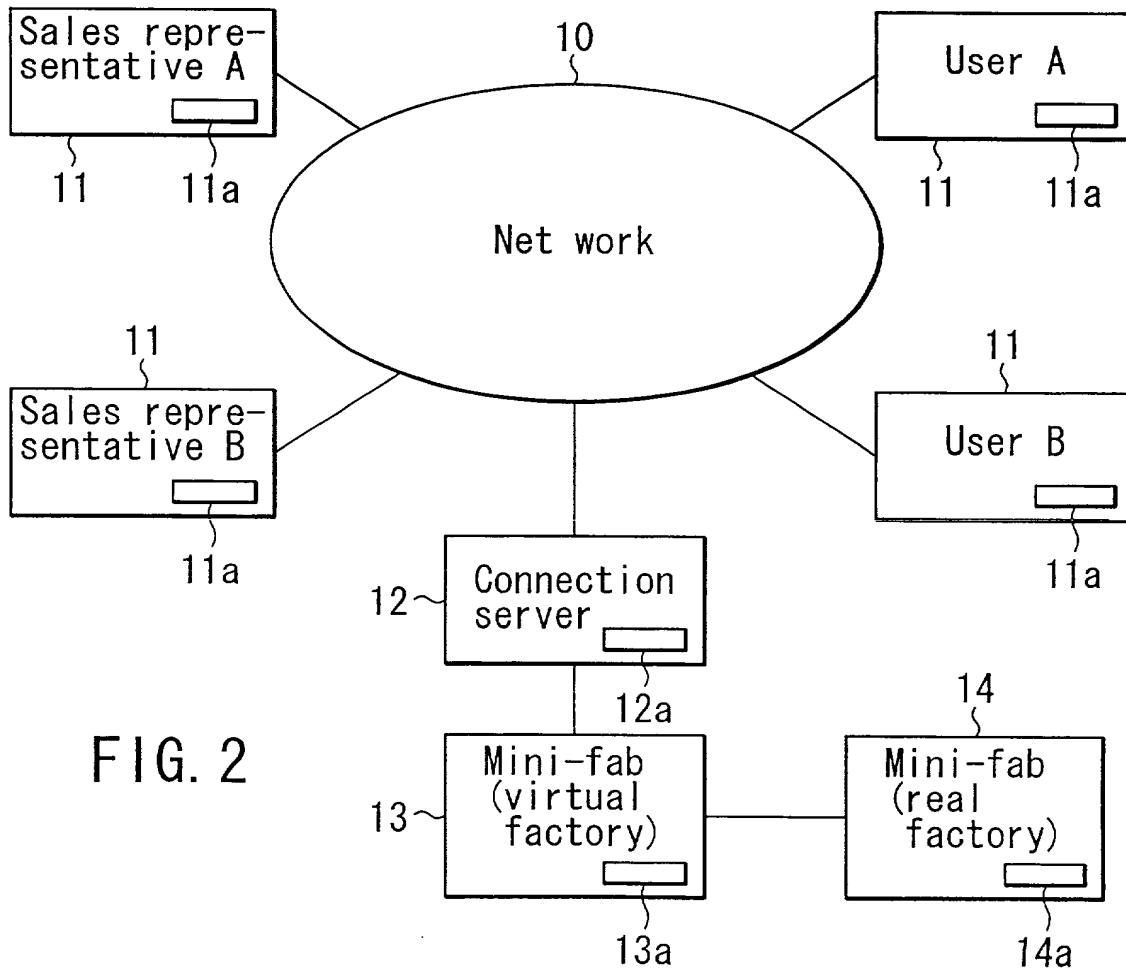 Sales repre-
sentative A
11
11a
10
Net work
User A
11
11a
11
Sales repre-
sentative B
11a
11
User B
11a
12
Connection
server
12a
FIG. 2
13
Mini-fab
(virtual
factory)
13a
14
Mini-fab
(real
factory)
14a